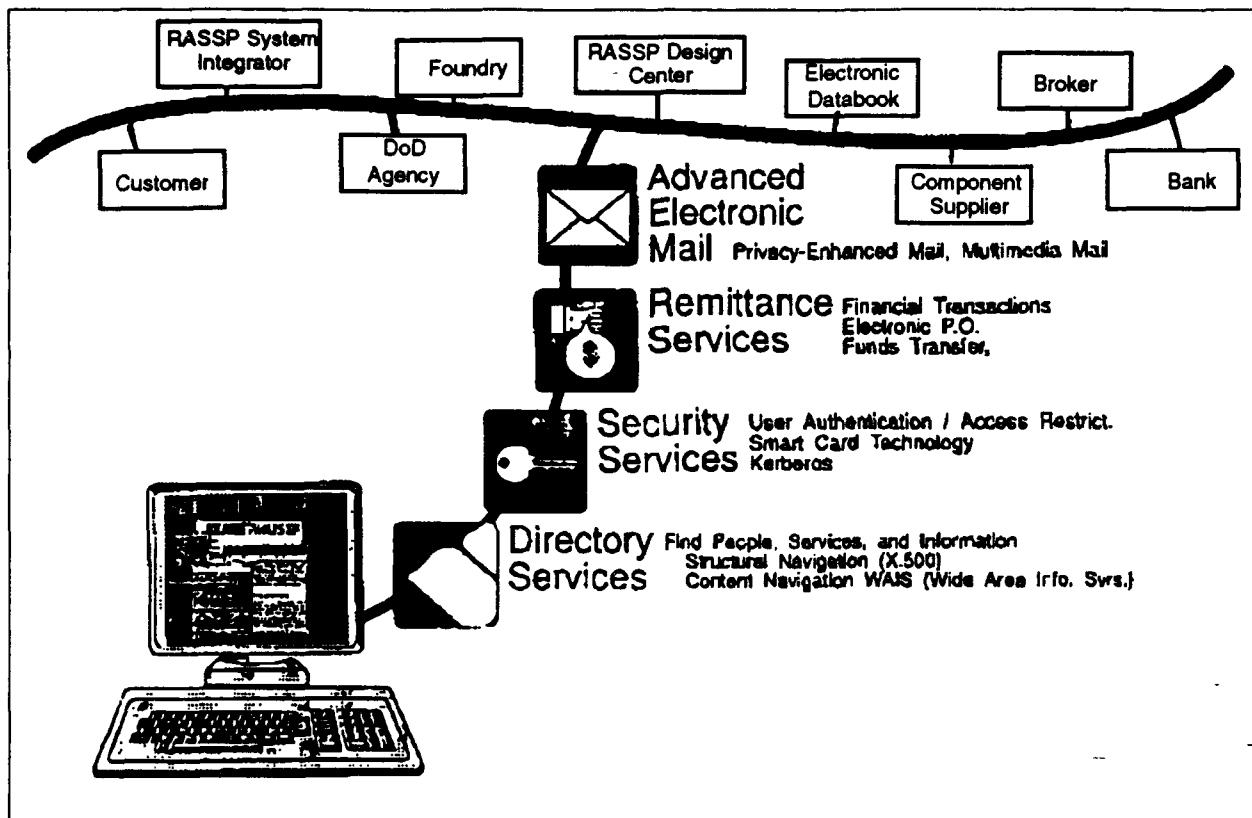 RASSP System
Integrator
Foundry
RASSP Design
Center
Electronic
Databook
Broker
Customer
DoD
Agency
Component
Supplier
Bank
Advanced
Electronic
Mail Privacy-Enhanced Mail, Multimedia Mail
Remittance Financial Transactions
Services Electronic P.O.
Funds Transfer,
$
Security User Authentication / Access Restrict.
Services Smart Card Technology
Kerberos
Directory Find People, Services, and Information
Services Structural Navigation (X.500)
Content Navigation WAIS (Wide Area Info. Svrs.)